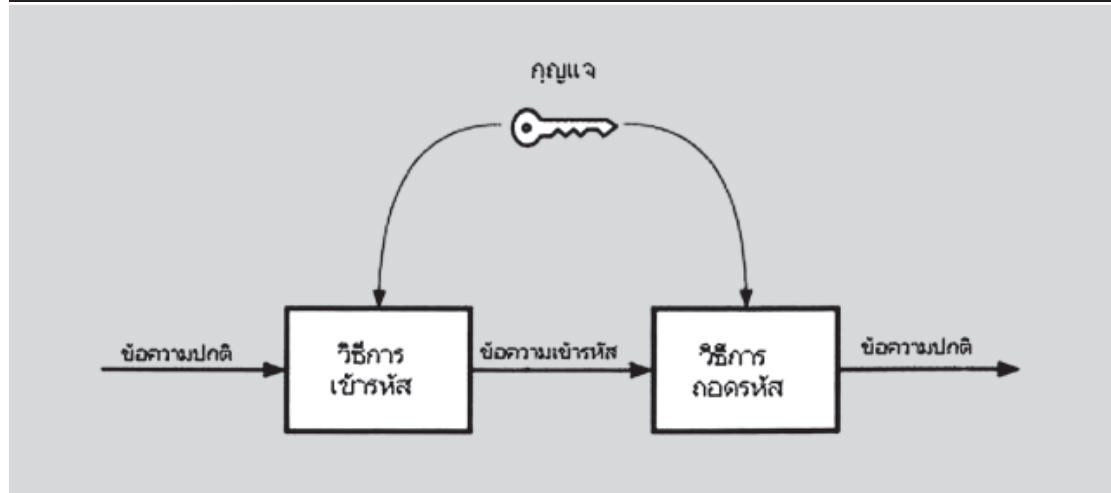 กุญแจ
ข้อความปกติ
วิธีการ
เข้ารหัส
ข้อความเข้ารหัส
วิธีการ
ถอดรหัส
ข้อความปกติ